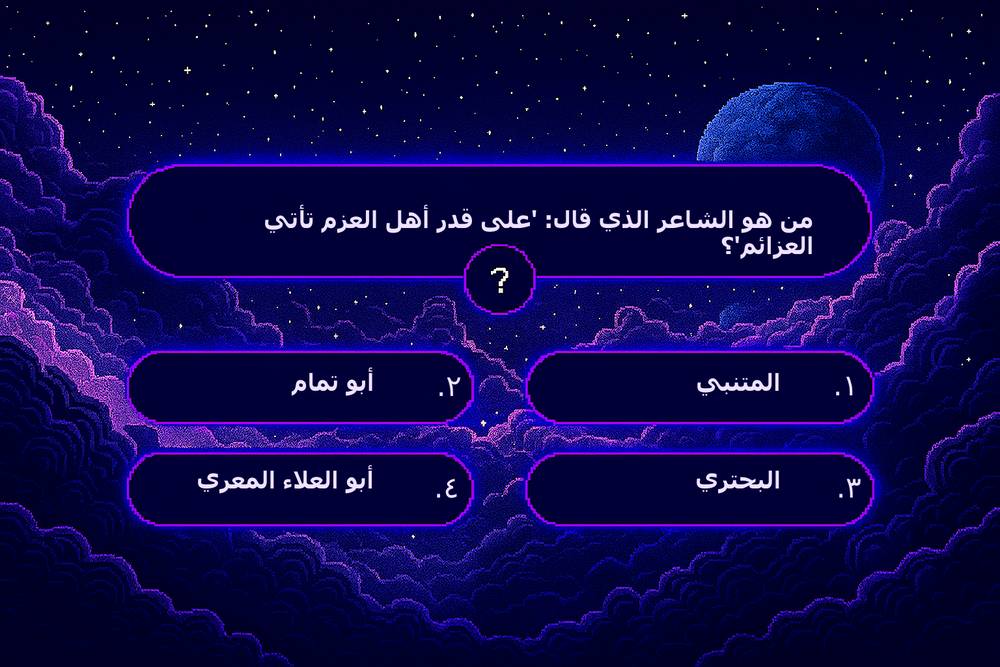 من هو الشاعر الذي قال: 'على قدر أهل العزم تأتي
العزائم'؟
?
١. المتنبي
٢. أبو تمام
٣. البحتري
٤. أبو العلاء المعري